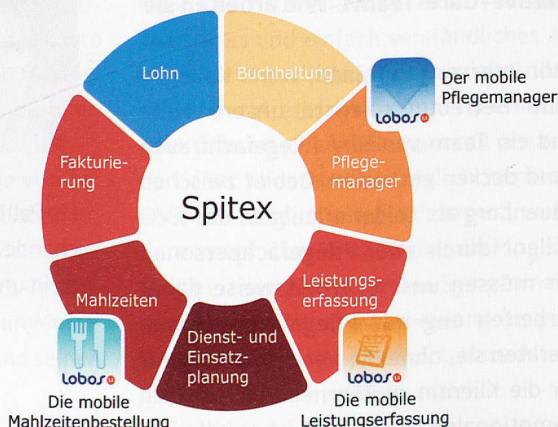 Lohn
Buchhaltung
Lobos
Der mobile
Pflegemanager
Fakturie-
rung
Pflege-
manager
Spitex
Mahlzeiten
Leistungs-
erfassung
Dienst- und
Einsatz-
planung
Lobos
Die mobile
Mahlzeitenbestellung
Lobos
Die mobile
Leistungserfassung